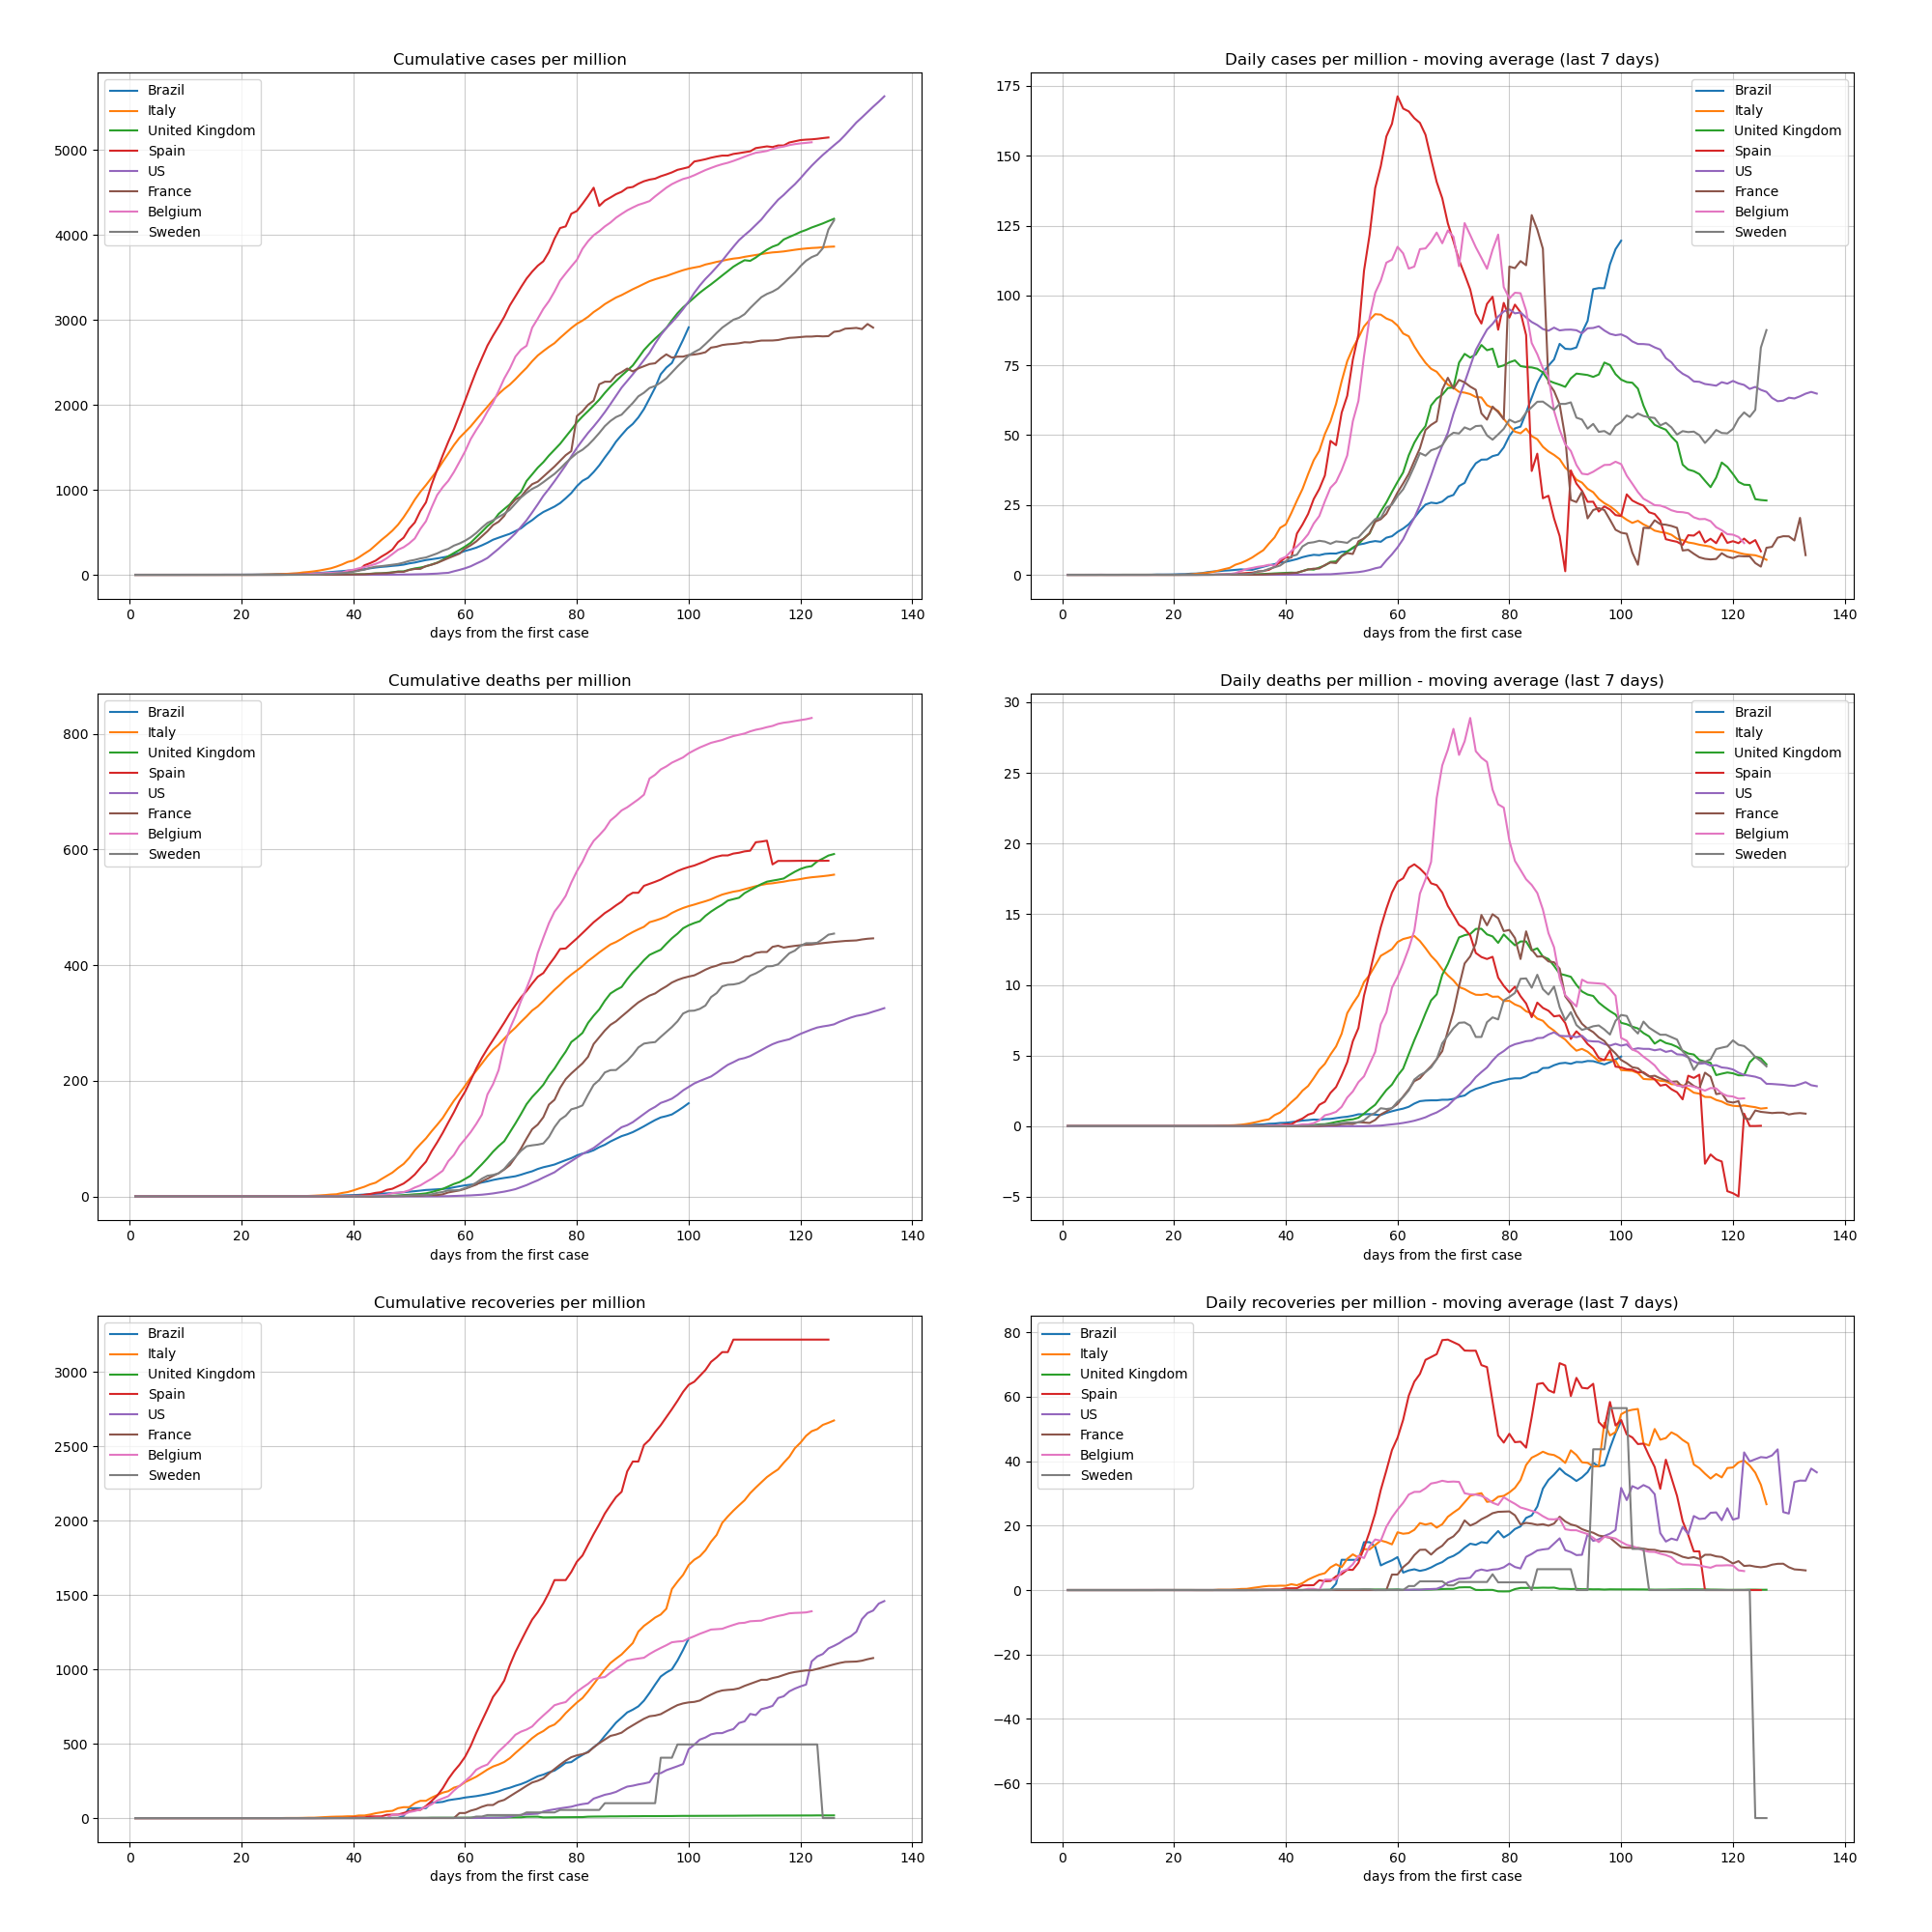 Cumulative cases per million
Brazil
Italy
United Kingdom
Spain
US
France
Belgium
Sweden
5000
4000
3000
2000
1000
0
0 20 40 60 80 100 120 140
days from the first case
Daily cases per million - moving average (last 7 days)
Brazil
Italy
United Kingdom
Spain
US
France
Belgium
Sweden
175
150
125
100
75
50
25
0
0 20 40 60 80 100 120 140
days from the first case
Cumulative deaths per million
Brazil
Italy
United Kingdom
Spain
US
France
Belgium
Sweden
800
600
400
200
0
0 20 40 60 80 100 120 140
days from the first case
Daily deaths per million - moving average (last 7 days)
Brazil
Italy
United Kingdom
Spain
US
France
Belgium
Sweden
30
25
20
15
10
5
0
−5
0 20 40 60 80 100 120 140
days from the first case
Cumulative recoveries per million
Brazil
Italy
United Kingdom
Spain
US
France
Belgium
Sweden
3000
2500
2000
1500
1000
500
0
0 20 40 60 80 100 120 140
days from the first case
Daily recoveries per million - moving average (last 7 days)
Brazil
Italy
United Kingdom
Spain
US
France
Belgium
Sweden
80
60
40
20
0
−20
−40
−60
0 20 40 60 80 100 120 140
days from the first case